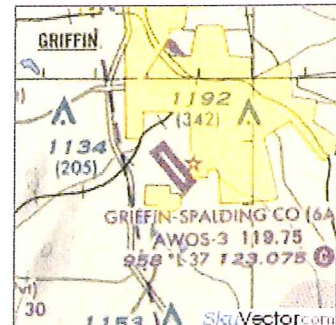 GRIFFIN
1192
(342)
1134
(205)
GRIFFIN-SPALDING CO (6A
AWOS-3 119.75
958 *L 37 123.075 C
30
1153
SkyVector.com